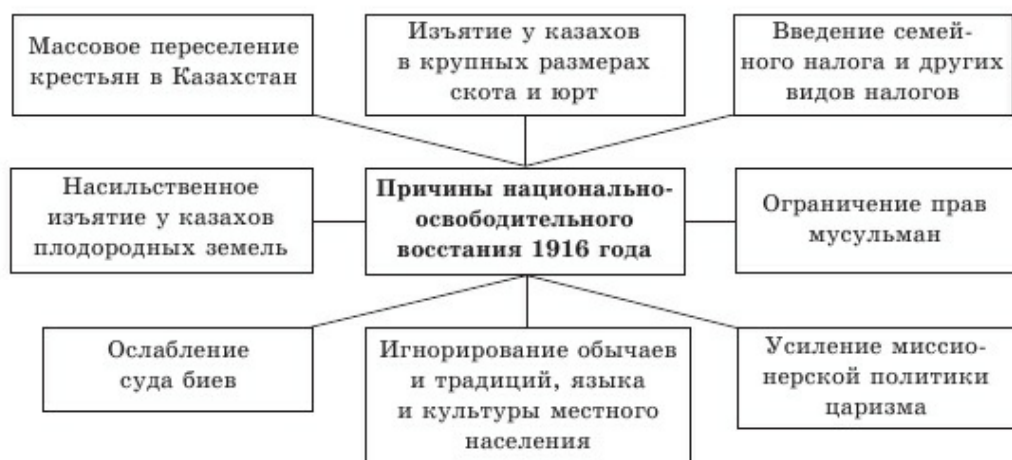 Массовое переселение
крестьян в Казахстан
Изъятие у казахов
в крупных размерах
скота и юрт
Введение семей-
ного налога и других
видов налогов
Насильственное
изъятие у казахов
плодородных земель
Причины национально-
освободительного
восстания 1916 года
Ограничение прав
мусульман
Ослабление
суда биев
Игнорирование обычаев
и традиций, языка
и культуры местного
населения
Усиление миссио-
нерской политики
царизма